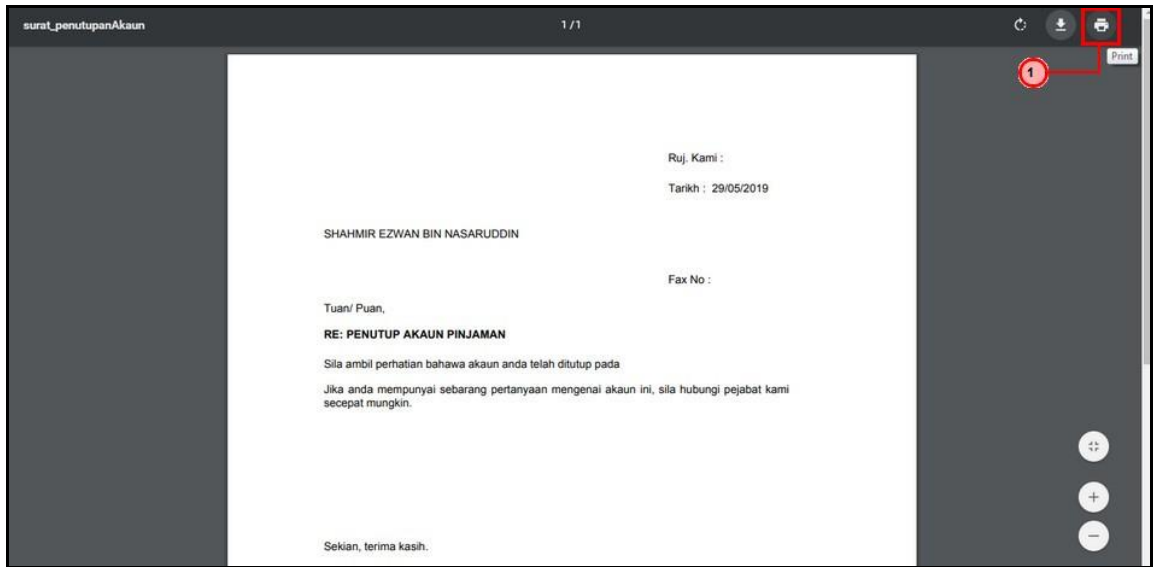 surat_penutupanAkaun
1 / 1
Print
1
Ruj. Kami :
Tarikh : 29/05/2019
SHAHMIR EZWAN BIN NASARUDDIN
Fax No :
Tuan/ Puan,
RE: PENUTUP AKAUN PINJAMAN
Sila ambil perhatian bahawa akaun anda telah ditutup pada
Jika anda mempunyai sebarang pertanyaan mengenai akaun ini, sila hubungi pejabat kami
secepat mungkin.
Sekian, terima kasih.